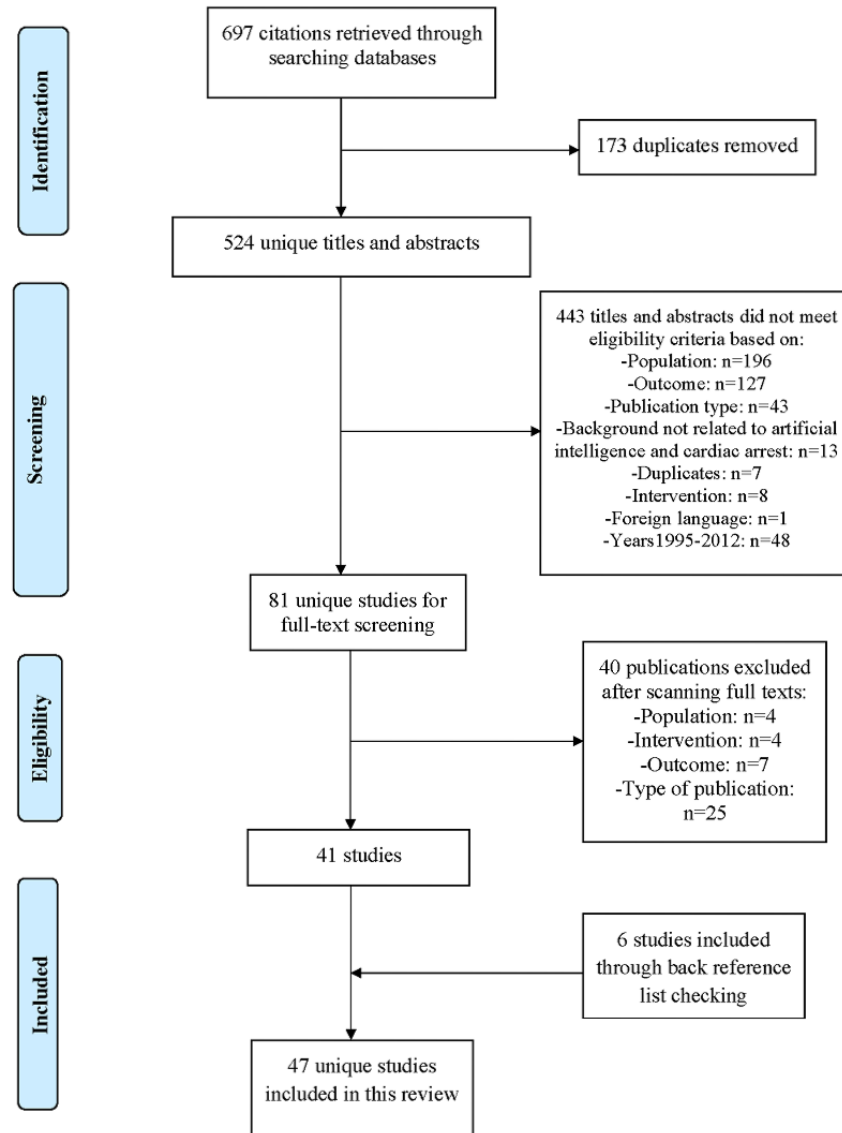 Identification
697 citations retrieved through
searching databases
173 duplicates removed
524 unique titles and abstracts
Screening
443 titles and abstracts did not meet
eligibility criteria based on:
-Population: n=196
-Outcome: n=127
-Publication type: n=43
-Background not related to artificial
intelligence and cardiac arrest: n=13
-Duplicates: n=7
-Intervention: n=8
-Foreign language: n=1
-Years1995-2012: n=48
81 unique studies for
full-text screening
Eligibility
40 publications excluded
after scanning full texts:
-Population: n=4
-Intervention: n=4
-Outcome: n=7
-Type of publication:
n=25
41 studies
Included
6 studies included
through back reference
list checking
47 unique studies
included in this review